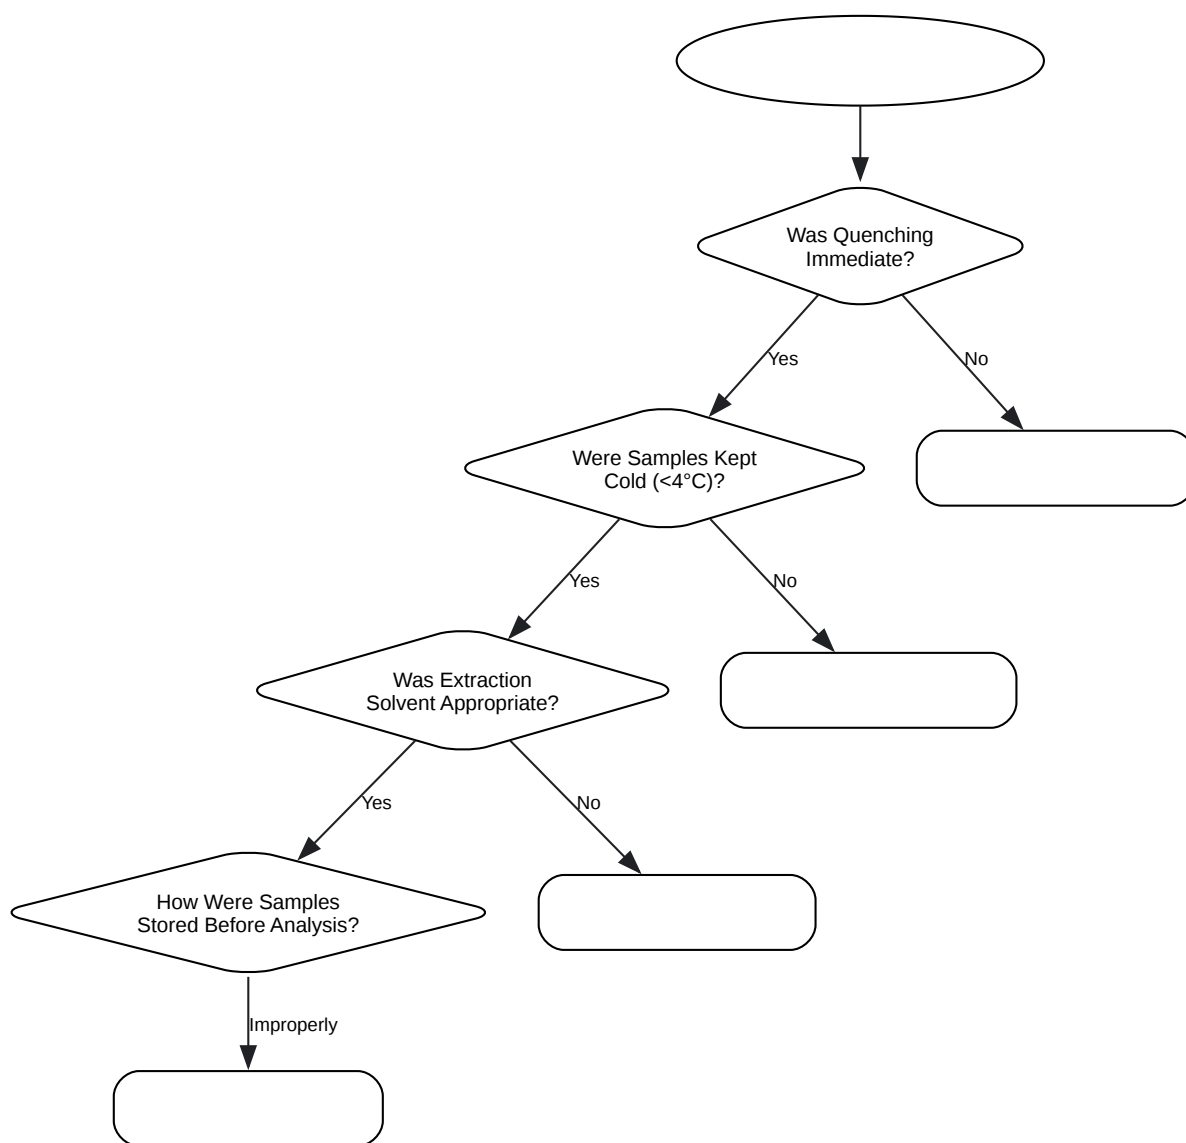 Was Quenching
Immediate?
Yes
No
Were Samples Kept
Cold (<4°C)?
Yes
No
Was Extraction
Solvent Appropriate?
Yes
No
How Were Samples
Stored Before Analysis?
Improperly